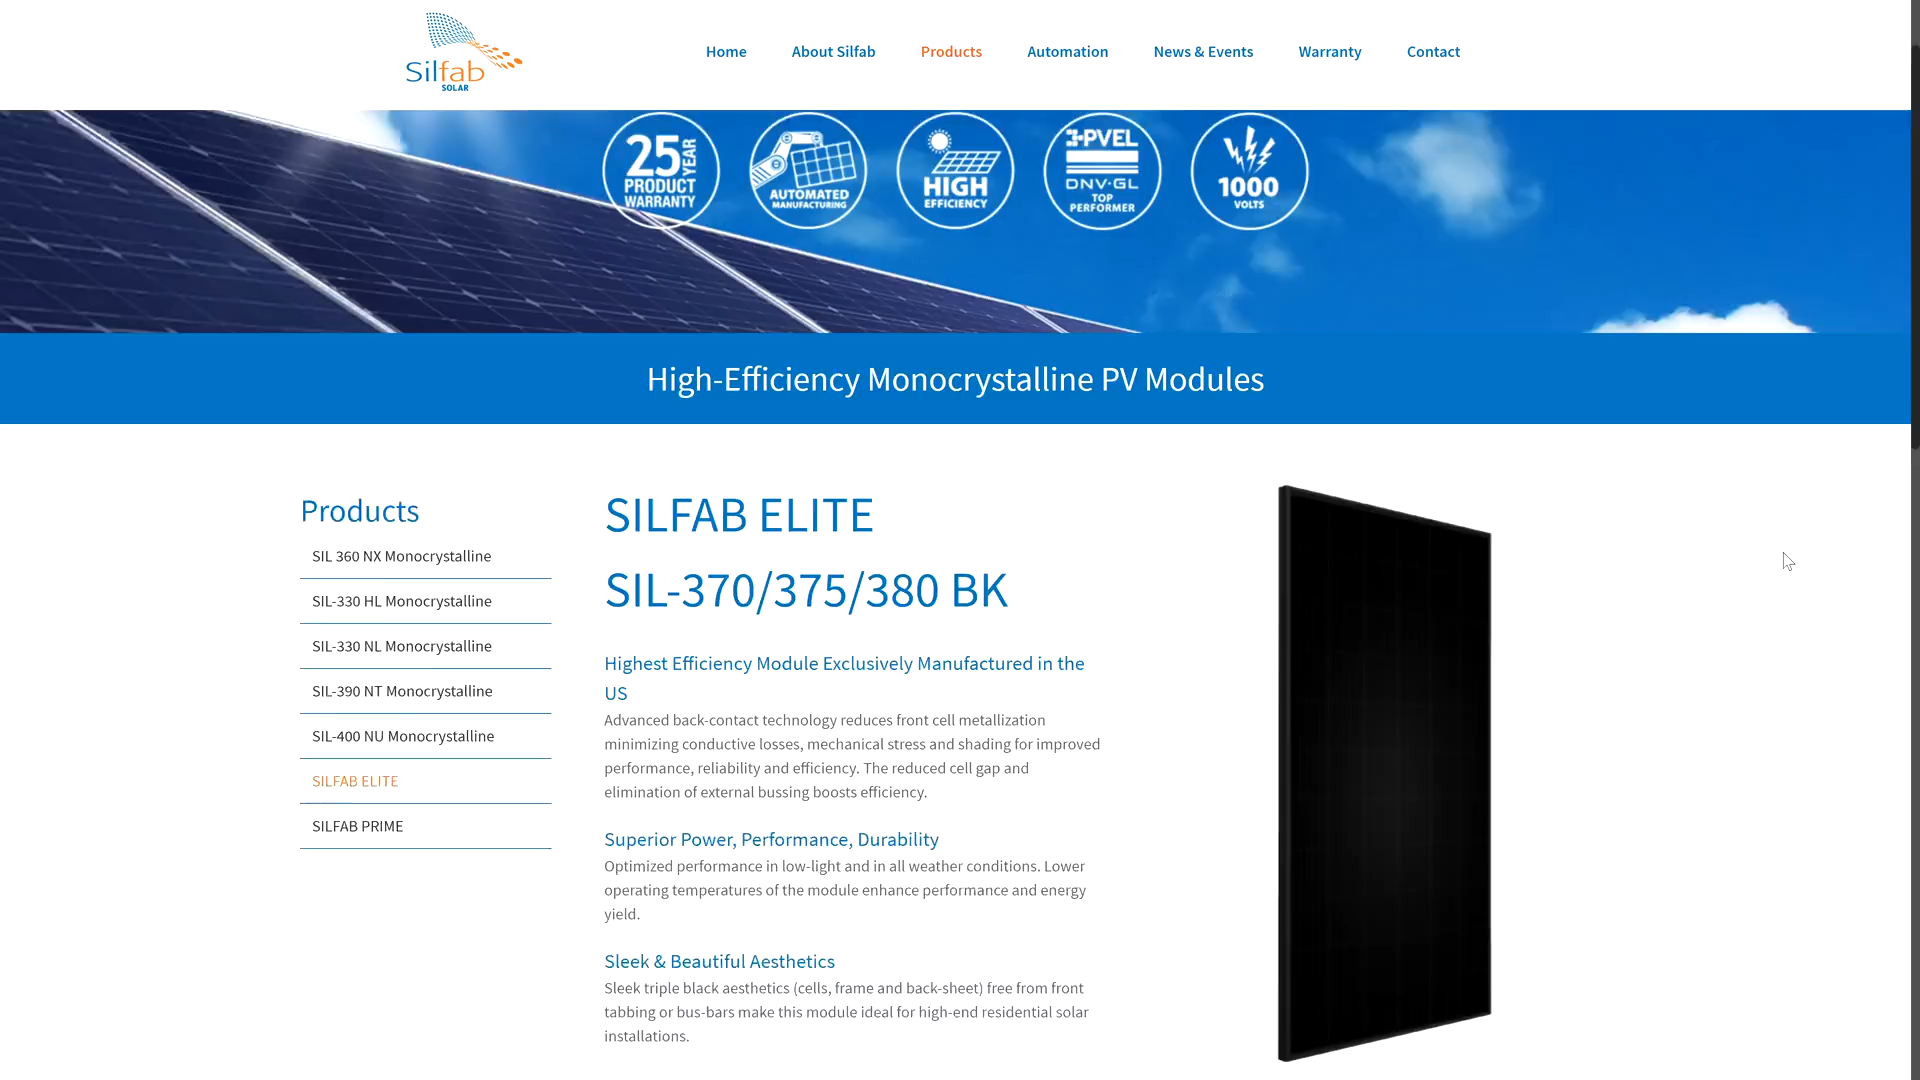 Silfab
SOLAR
Home
About Silfab
Products
Automation
News & Events
Warranty
Contact
25 YEAR
PRODUCT
WARRANTY
AUTOMATED
MANUFACTURING
HIGH
EFFICIENCY
PVEL
DNV·GL
TOP
PERFORMER
1000
VOLTS
High-Efficiency Monocrystalline PV Modules
Products
SIL 360 NX Monocrystalline
SIL-330 HL Monocrystalline
SIL-330 NL Monocrystalline
SIL-390 NT Monocrystalline
SIL-400 NU Monocrystalline
SILFAB ELITE
SILFAB PRIME
SILFAB ELITE
SIL-370/375/380 BK
Highest Efficiency Module Exclusively Manufactured in the
US
Advanced back-contact technology reduces front cell metallization
minimizing conductive losses, mechanical stress and shading for improved
performance, reliability and efficiency. The reduced cell gap and
elimination of external bussing boosts efficiency.
Superior Power, Performance, Durability
Optimized performance in low-light and in all weather conditions. Lower
operating temperatures of the module enhance performance and energy
yield.
Sleek & Beautiful Aesthetics
Sleek triple black aesthetics (cells, frame and back-sheet) free from front
tabbing or bus-bars make this module ideal for high-end residential solar
installations.